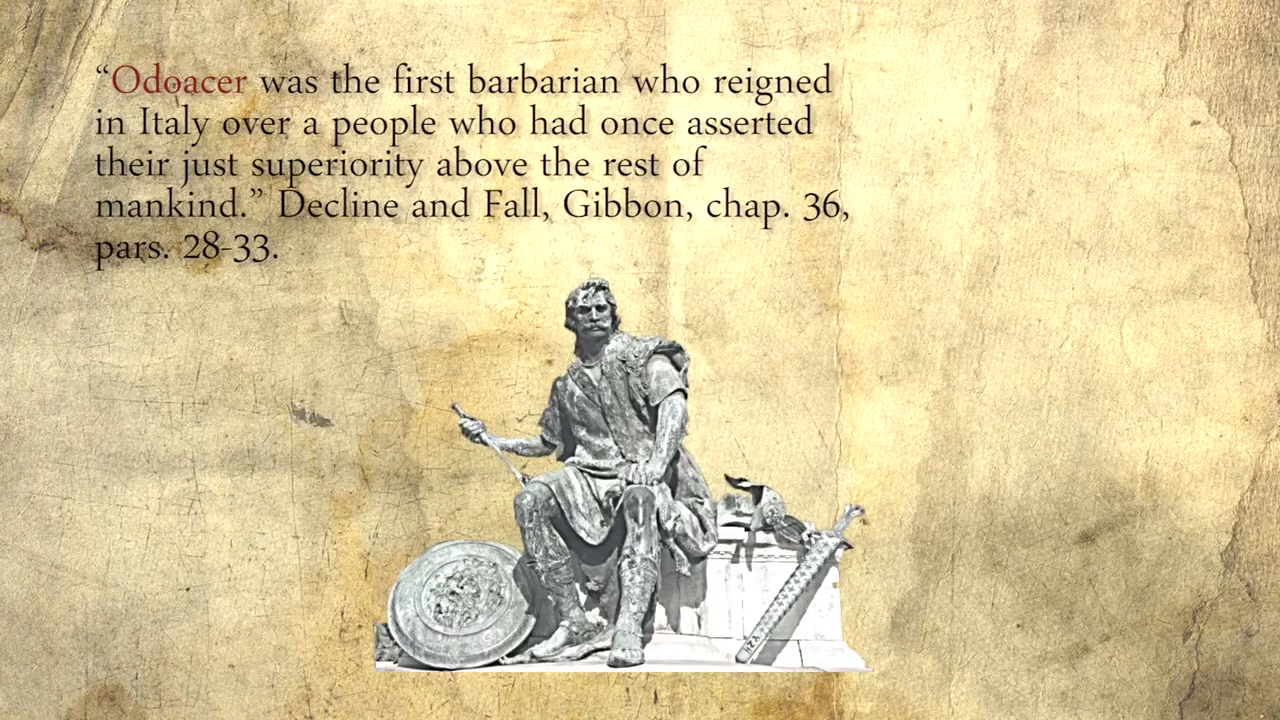 “Odoacer was the first barbarian who reigned
in Italy over a people who had once asserted
their just superiority above the rest of
mankind.” Decline and Fall, Gibbon, chap. 36,
pars. 28-33.